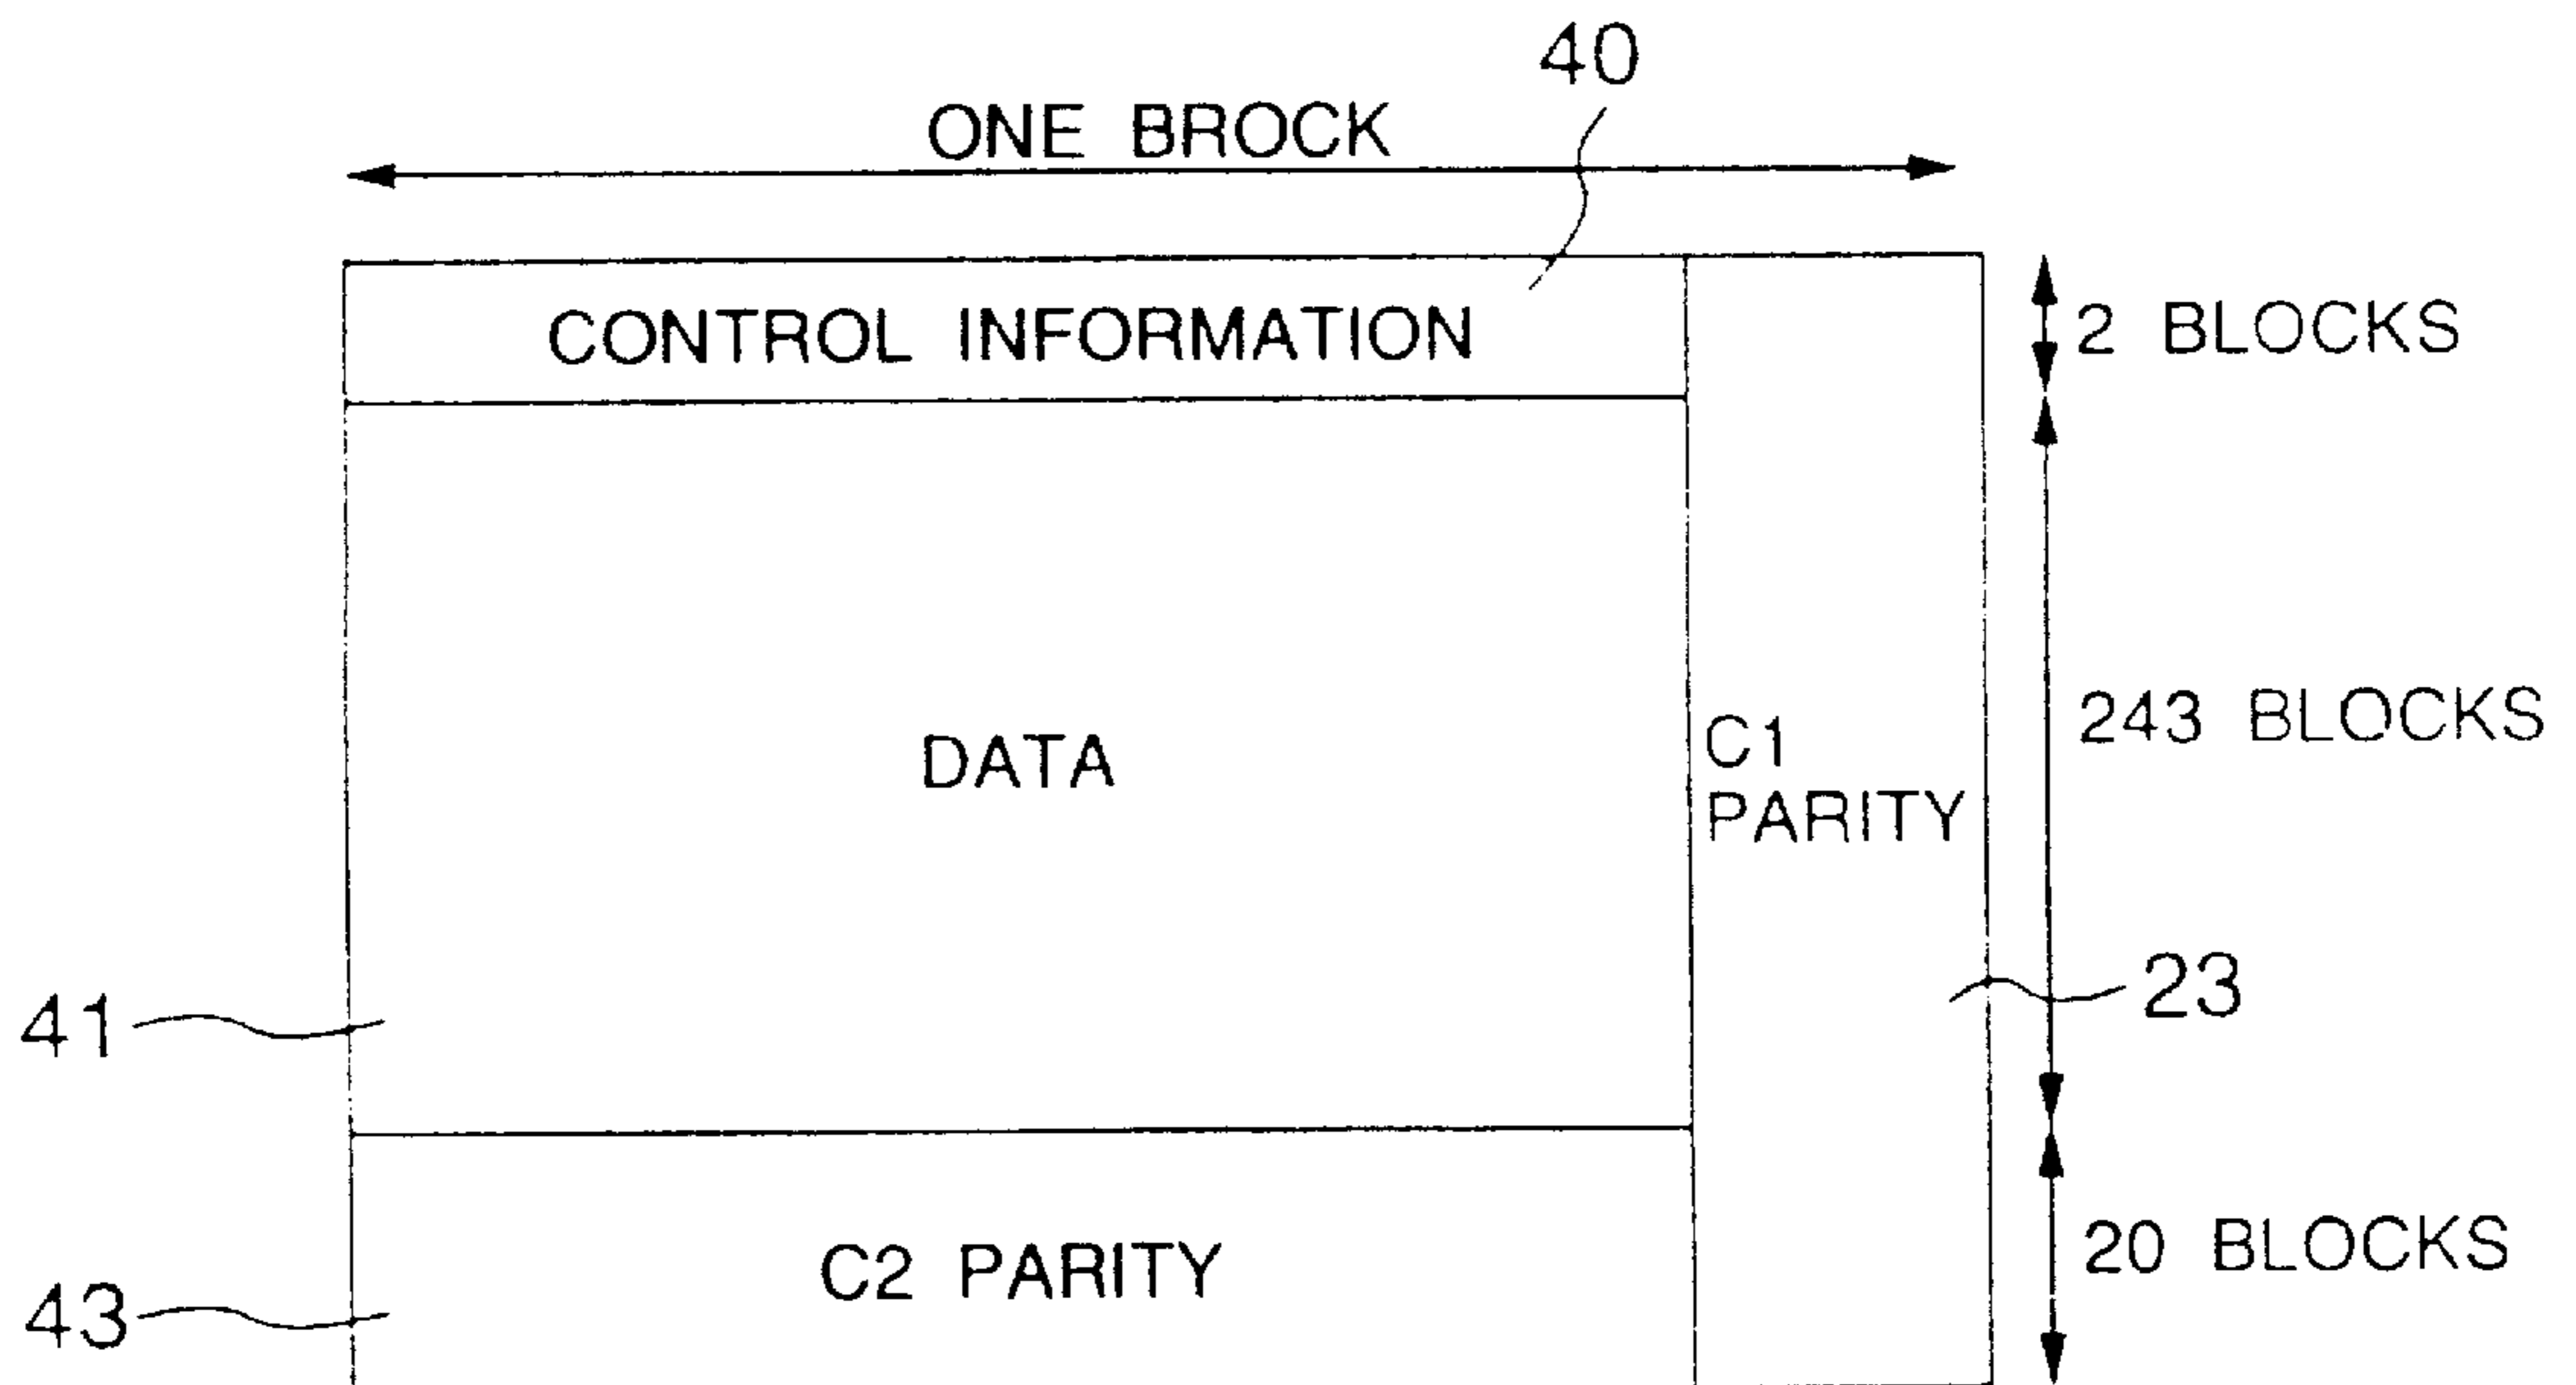 40
ONE BROCK
CONTROL INFORMATION
2 BLOCKS
DATA
C1
PARITY
243 BLOCKS
41
23
C2 PARITY
20 BLOCKS
43